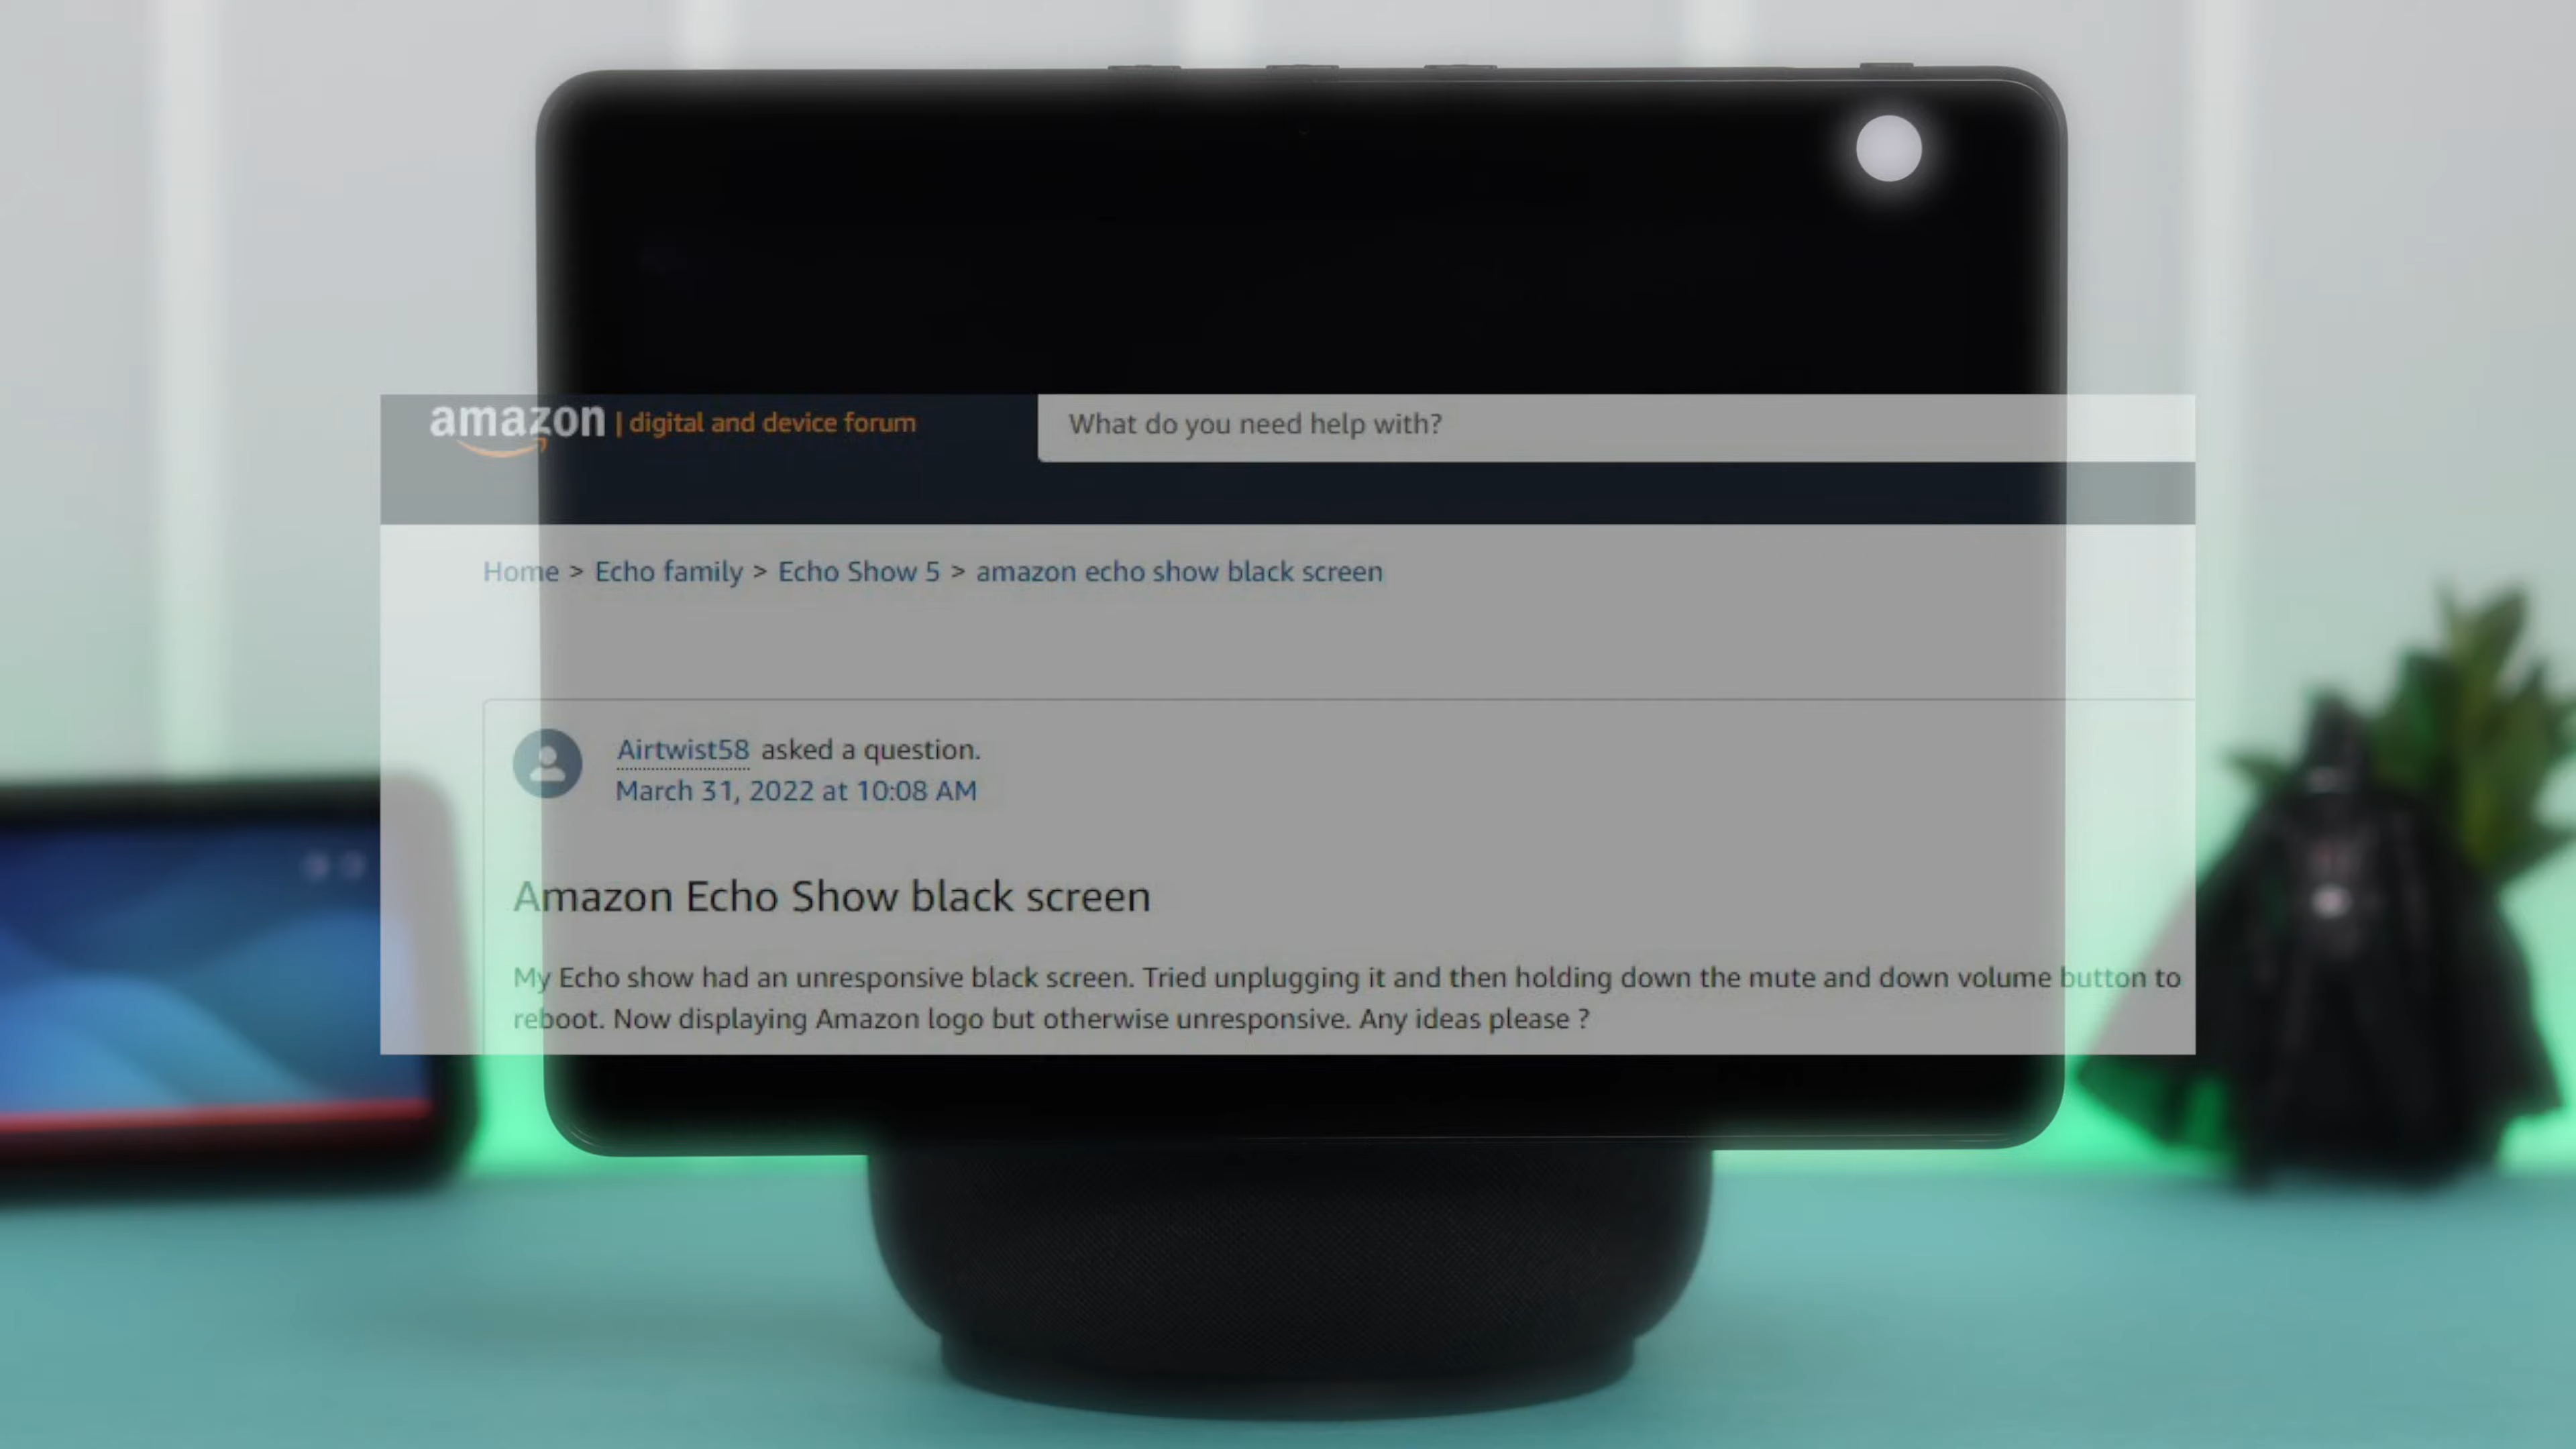 amazon | digital and device forum
What do you need help with?
Home > Echo family > Echo Show 5 > amazon echo show black screen
Airtwist58 asked a question.
March 31, 2022 at 10:08 AM
Amazon Echo Show black screen
My Echo show had an unresponsive black screen. Tried unplugging it and then holding down the mute and down volume button to
reboot. Now displaying Amazon logo but otherwise unresponsive. Any ideas please ?